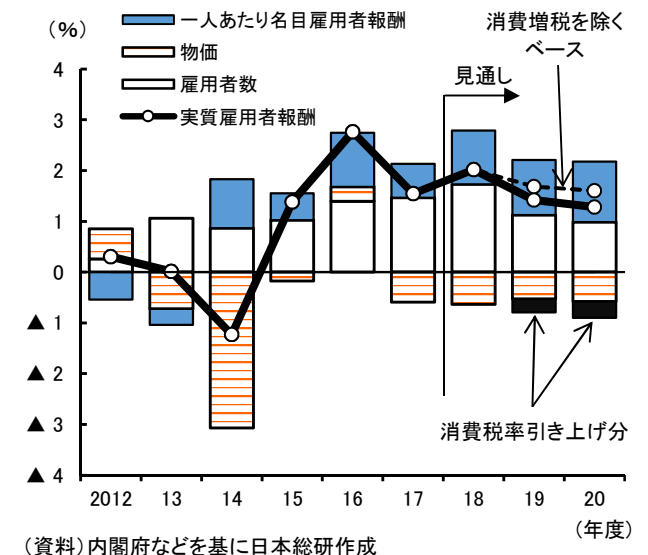 (%)
一人あたり名目雇用者報酬
物価
雇用者数
実質雇用者報酬
消費増税を除く
ベース
見通し
4
3
2
1
0
▲ 1
▲ 2
▲ 3
▲ 4
消費税率引き上げ分
2012 13 14 15 16 17 18 19 20
(年度)
(資料)内閣府などを基に日本総研作成